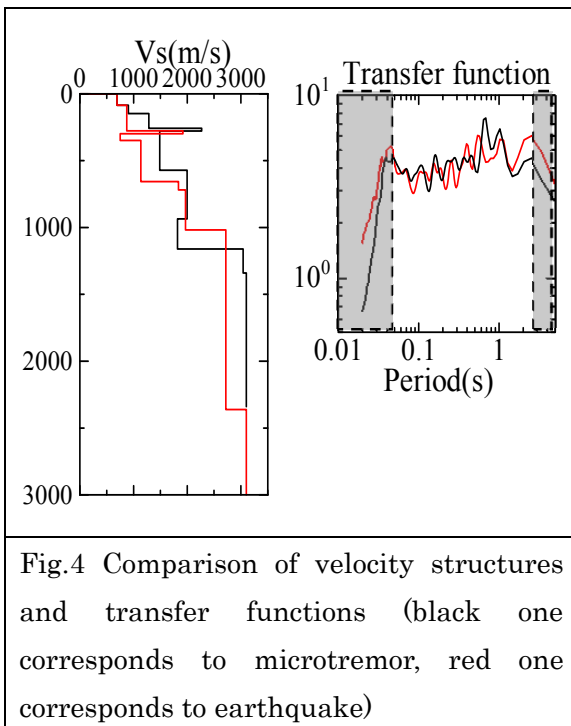 Vs(m/s)
0 1000 2000 3000
0
1000
2000
3000
Transfer function
10^1
10^0
0.01 0.1 1
Period(s)
Fig.4 Comparison of velocity structures
and transfer functions (black one
corresponds to microtremor, red one
corresponds to earthquake)